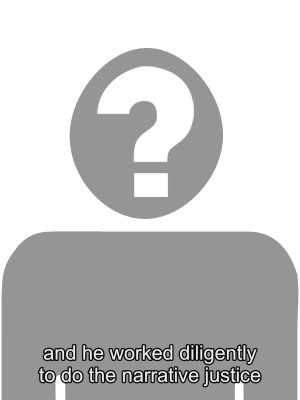 ?
and he worked diligently
to do the narrative justice